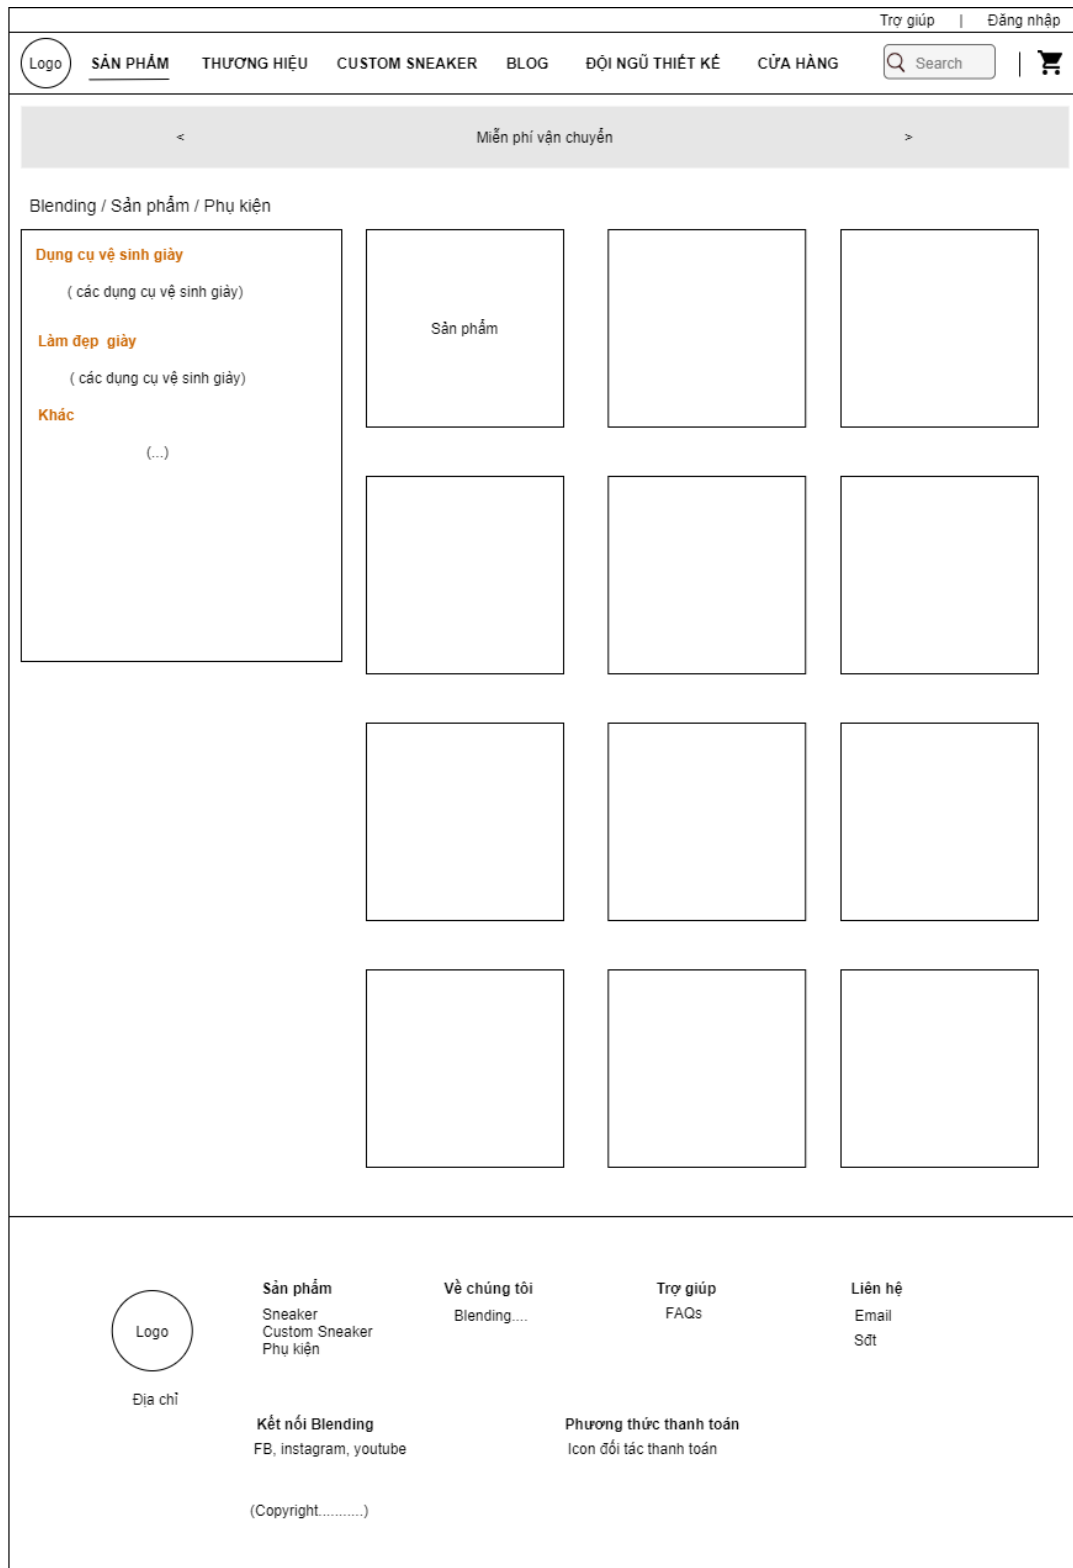 Trợ giúp | Đăng nhập
Logo SẢN PHẨM THƯƠNG HIỆU CUSTOM SNEAKER BLOG ĐỘI NGŨ THIẾT KẾ CỬA HÀNG Search |
< Miễn phí vận chuyển >
Blending / Sản phẩm / Phụ kiện
Dụng cụ vệ sinh giày
( các dụng cụ vệ sinh giày)
Làm đẹp giày
( các dụng cụ vệ sinh giày)
Khác
(...)
Sản phẩm
Logo
Địa chỉ
Sản phẩm
Sneaker
Custom Sneaker
Phụ kiện
Về chúng tôi
Blending....
Trợ giúp
FAQs
Liên hệ
Email
Sđt
Kết nối Blending
FB, instagram, youtube
Phương thức thanh toán
Icon đối tác thanh toán
(Copyright...........)